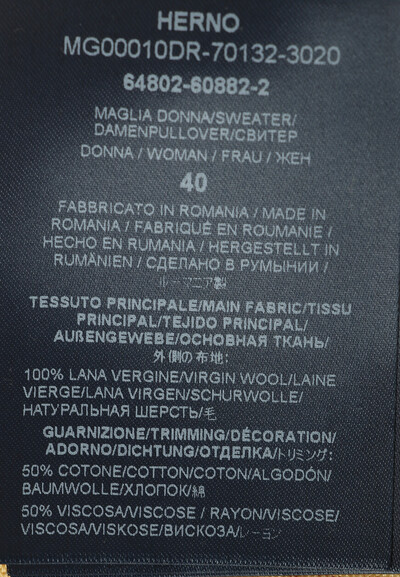 HERNO
MG00010DR-70132-3020
64802-60882-2
MAGLIA DONNA/SWEATER/
DAMENPULLOVER/СВИТЕР
DONNA / WOMAN / FRAU / ЖЕН
40
FABBRICATO IN ROMANIA / MADE IN
ROMANIA / FABRIQUÉ EN ROUMANIE /
HECHO EN RUMANIA / HERGESTELLT IN
RUMÄNIEN / СДЕЛАНО В РУМЫНИИ /
ルーマニア製
TESSUTO PRINCIPALE/MAIN FABRIC/TISSU
PRINCIPAL/TEJIDO PRINCIPAL/
AUßENGEWEBE/ОСНОВНАЯ ТКАНЬ/
外側の布地:
100% LANA VERGINE/VIRGIN WOOL/LAINE
VIERGE/LANA VIRGEN/SCHURWOLLE/
НАТУРАЛЬНАЯ ШЕРСТЬ/毛
GUARNIZIONE/TRIMMING/DÉCORATION/
ADORNO/DICHTUNG/ОТДЕЛКА/トリミング:
50% COTONE/COTTON/COTON/ALGODÓN/
BAUMWOLLE/ХЛОПОК/綿
50% VISCOSA/VISCOSE / RAYON/VISCOSE/
VISCOSA/VISKOSE/ВИСКОЗА/レーヨン